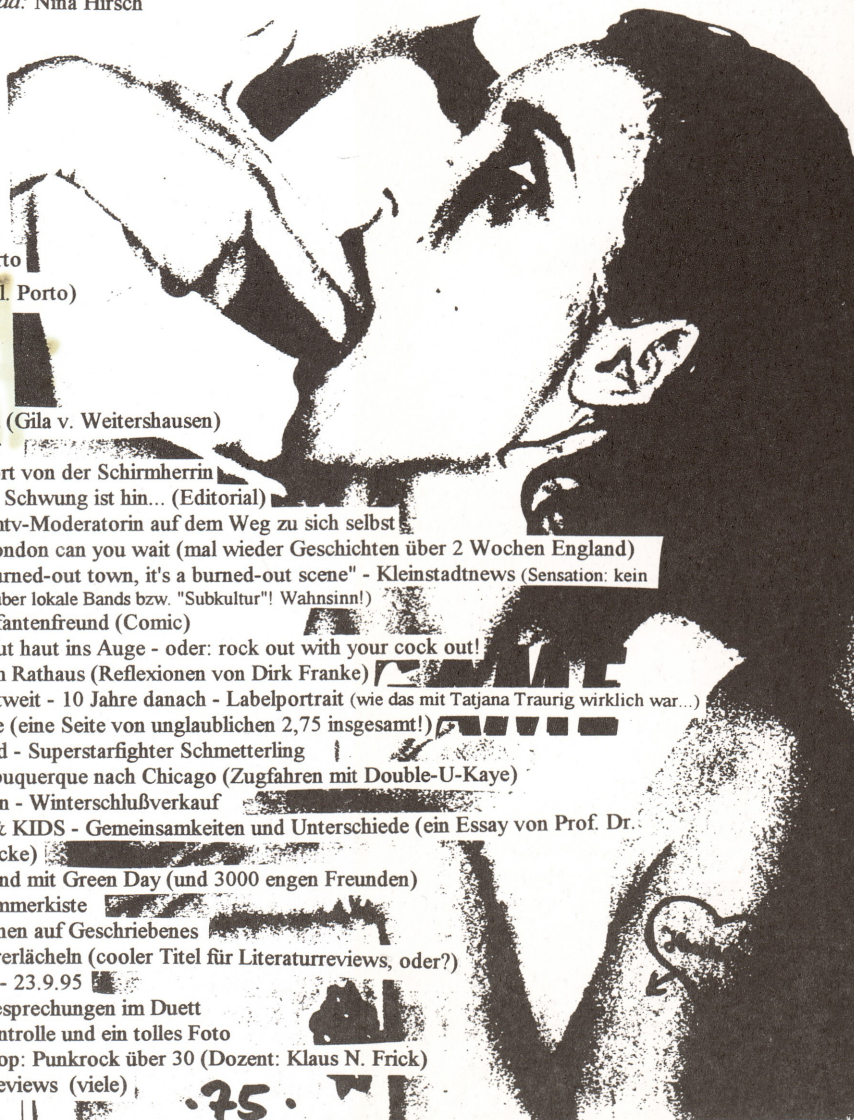 Nina Hirsch
rto
l. Porto)
(Gila v. Weitershausen)
rt von der Schirmherrin
Schwung ist hin... (Editorial)
ntv-Moderatorin auf dem Weg zu sich selbst
ondon can you wait (mal wieder Geschichten über 2 Wochen England)
urned-out town, it's a burned-out scene" - Kleinstadtnews (Sensation: kein
über lokale Bands bzw. "Subkultur"! Wahnsinn!)
fantenfreund (Comic)
ut haut ins Auge - oder: rock out with your cock out!
n Rathaus (Reflexionen von Dirk Franke)
tweit - 10 Jahre danach - Labelportrait (wie das mit Tatjana Traurig wirklich war...)
e (eine Seite von unglaublichen 2,75 insgesamt!)
d - Superstarfighter Schmetterling
buquerque nach Chicago (Zugfahren mit Double-U-Kaye)
n - Winterschlußverkauf
& KIDS - Gemeinsamkeiten und Unterschiede (ein Essay von Prof. Dr.
cke)
nd mit Green Day (und 3000 engen Freunden)
mmerkiste
hen auf Geschriebenes
verlächeln (cooler Titel für Literaturreviews, oder?)
- 23.9.95
esprechungen im Duett
ntrolle und ein tolles Foto
op: Punkrock über 30 (Dozent: Klaus N. Frick)
eviews (viele)
.75.